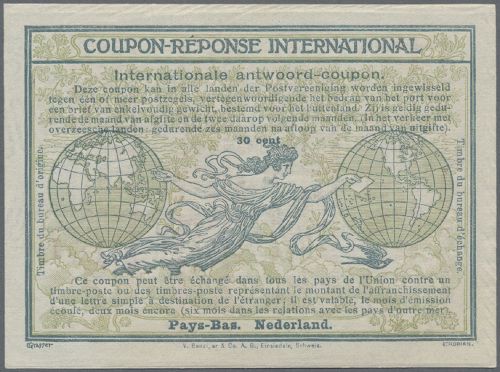 COUPON-RÉPONSE INTERNATIONAL
Internationale antwoord-coupon.
Deze coupon kan in alle landen der Postvereeniging worden ingewisseld
tegen één of meer postzegels, vertegenwoordigende het bedrag van het port voor
een brief van enkelvoudig gewicht, bestemd voor het buitenland. Zij is geldig gedu-
rende de maand van afgifte en de twee daarop volgende maanden. (In het verkeer met
overzeesche landen: gedurende zes maanden na afloop van de maand van uitgifte).
30 cent
Timbre du bureau d'origine.
Timbre du bureau d'échange.
Ce coupon peut être échangé dans tous les pays de l'Union contre un
timbre-poste ou des timbres-poste représentant le montant de l'affranchissement
d'une lettre simple à destination de l'étranger; il est valable, le mois d'émission
écoulé, deux mois encore (six mois dans les relations avec les pays d'outre mer).
Pays-Bas. Nederland.
Grasset
V. Benziger & Co. A. G., Einsiedeln, Schweiz.